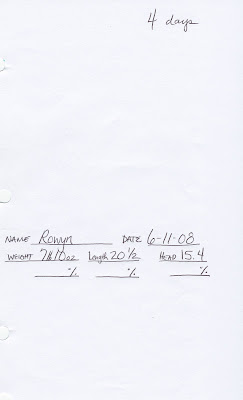 4 days
NAME Rowyn DATE 6-11-08
WEIGHT 7lb10oz Length 20 1/2 HEAD 15.4
% % %